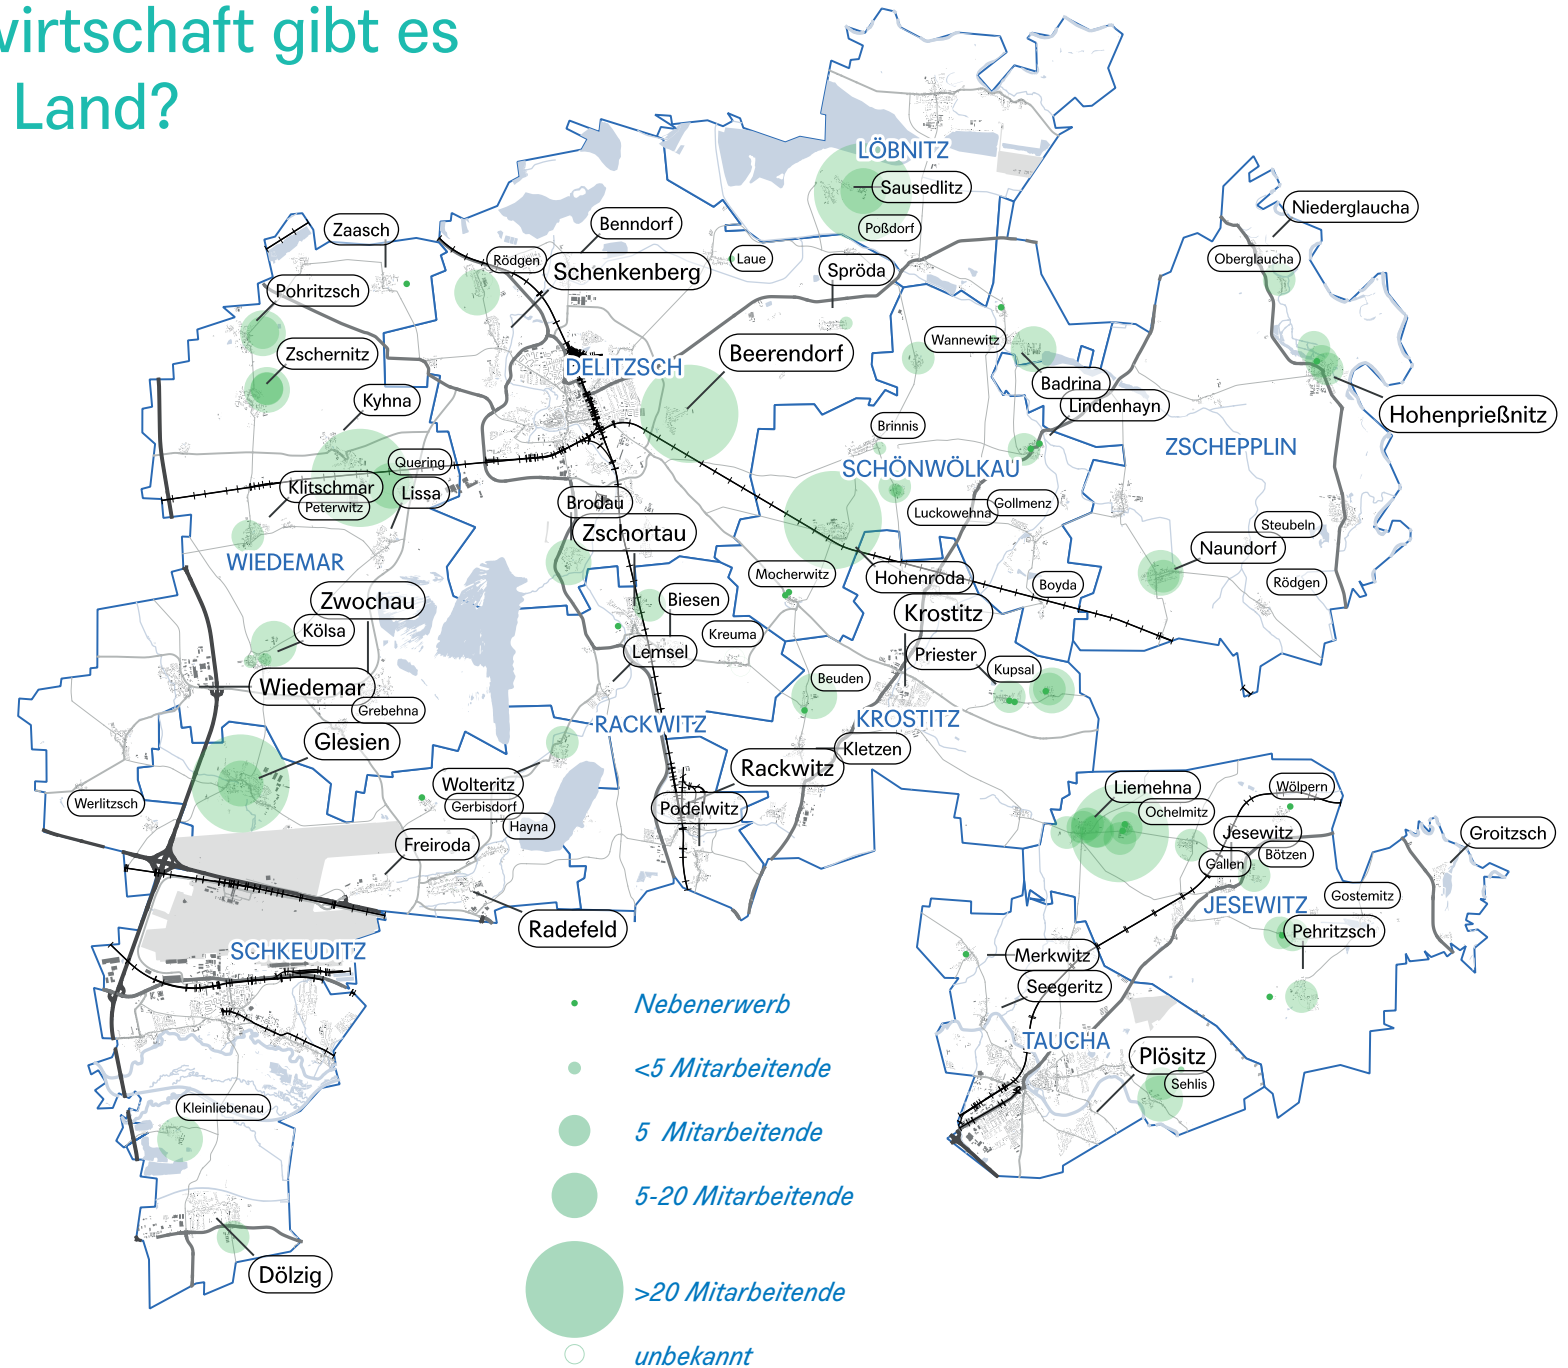 wirtschaft gibt es
Land?
LÖBNITZ
Sausedlitz
Poßdorf
Niederglaucha
Oberglaucha
Zaasch
Benndorf
Rödgen
Schenkenberg
Laue
Spröda
Pohritzsch
Zschernitz
Wannewitz
Beerendorf
DELITZSCH
Badrina
Lindenhayn
Kyhna
Hohenprießnitz
Brinnis
ZSCHEPPLIN
Quering
SCHÖNWÖLKAU
Klitschmar
Lissa
Peterwitz
Brodau
Gollmenz
Luckowehna
Steubeln
Zschortau
Naundorf
WIEDEMAR
Mocherwitz
Hohenroda
Boyda
Rödgen
Zwochau
Biesen
Krostitz
Kölsa
Kreuma
Lemsel
Priester
Kupsal
Wiedemar
Beuden
Grebehna
RACKWITZ
KROSTITZ
Glesien
Kletzen
Rackwitz
Wolteritz
Liemehna
Wölpern
Werlitzsch
Gerbisdorf
Podelwitz
Ochelmitz
Hayna
Jesewitz
Groitzsch
Freiroda
Bötzen
Gallen
Gostemitz
JESEWITZ
Radefeld
Pehritzsch
SCHKEUDITZ
Merkwitz
Seegeritz
TAUCHA
Plösitz
Sehlis
Kleinliebenau
Dölzig
Nebenerwerb
<5 Mitarbeitende
5 Mitarbeitende
5-20 Mitarbeitende
>20 Mitarbeitende
unbekannt